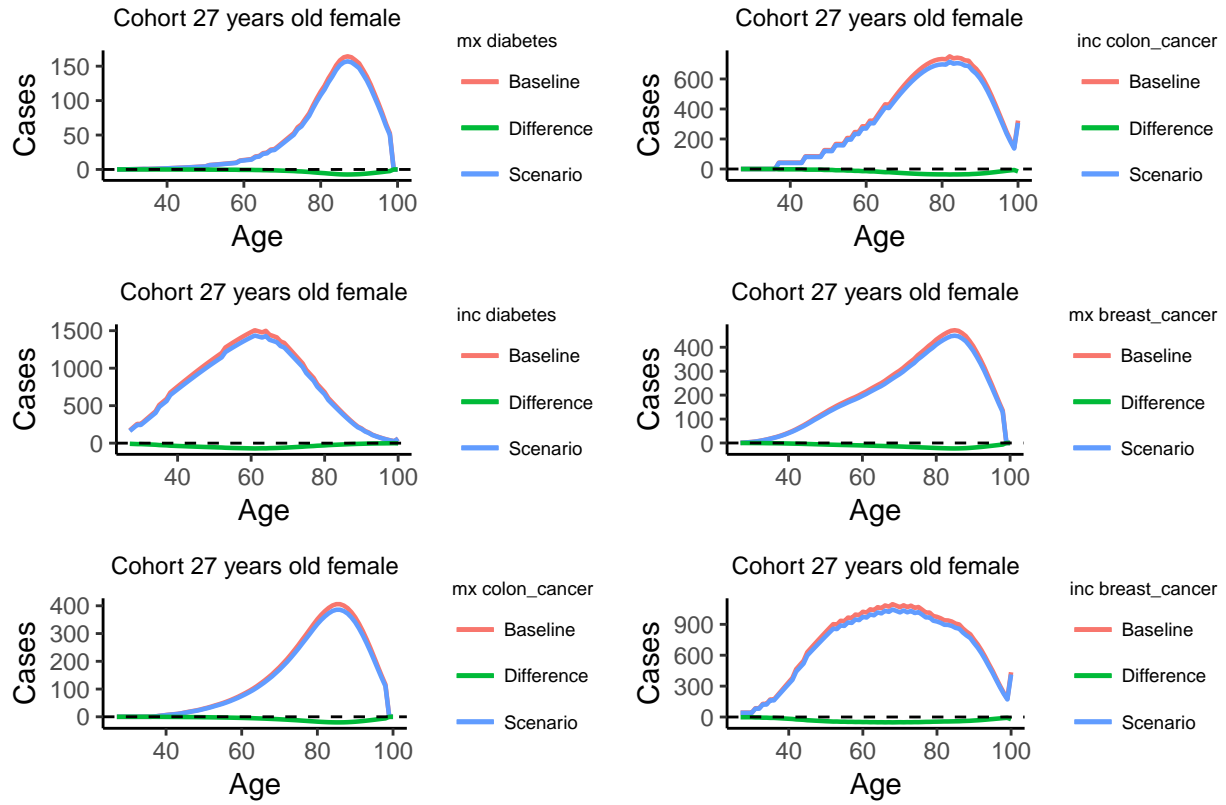 Cohort 27 years old female
mx diabetes
Baseline
Difference
Scenario
Cases
150
100
50
0
40
60
80
100
Age
Cohort 27 years old female
inc colon_cancer
Baseline
Difference
Scenario
Cases
600
400
200
0
40
60
80
100
Age
Cohort 27 years old female
inc diabetes
Baseline
Difference
Scenario
Cases
1500
1000
500
0
40
60
80
100
Age
Cohort 27 years old female
mx breast_cancer
Baseline
Difference
Scenario
Cases
400
300
200
100
0
40
60
80
100
Age
Cohort 27 years old female
mx colon_cancer
Baseline
Difference
Scenario
Cases
400
300
200
100
0
40
60
80
100
Age
Cohort 27 years old female
inc breast_cancer
Baseline
Difference
Scenario
Cases
900
600
300
0
40
60
80
100
Age